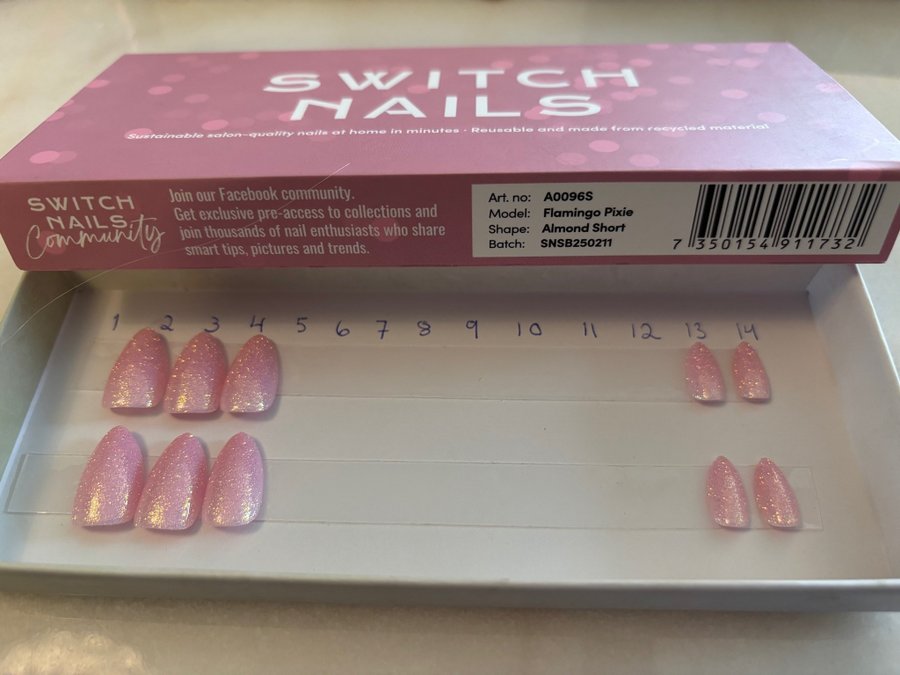 SWITCH
NAILS
Sustainable salon-quality nails at home in minutes · Reusable and made from recycled material
SWITCH
NAILS
Community
Join our Facebook community.
Get exclusive pre-access to collections and
join thousands of nail enthusiasts who share
smart tips, pictures and trends.
Art. no: A0096S
Model: Flamingo Pixie
Shape: Almond Short
Batch: SNSB250211
7 350154 911732
1 2 3 4 5 6 7 8 9 10 11 12 13 14